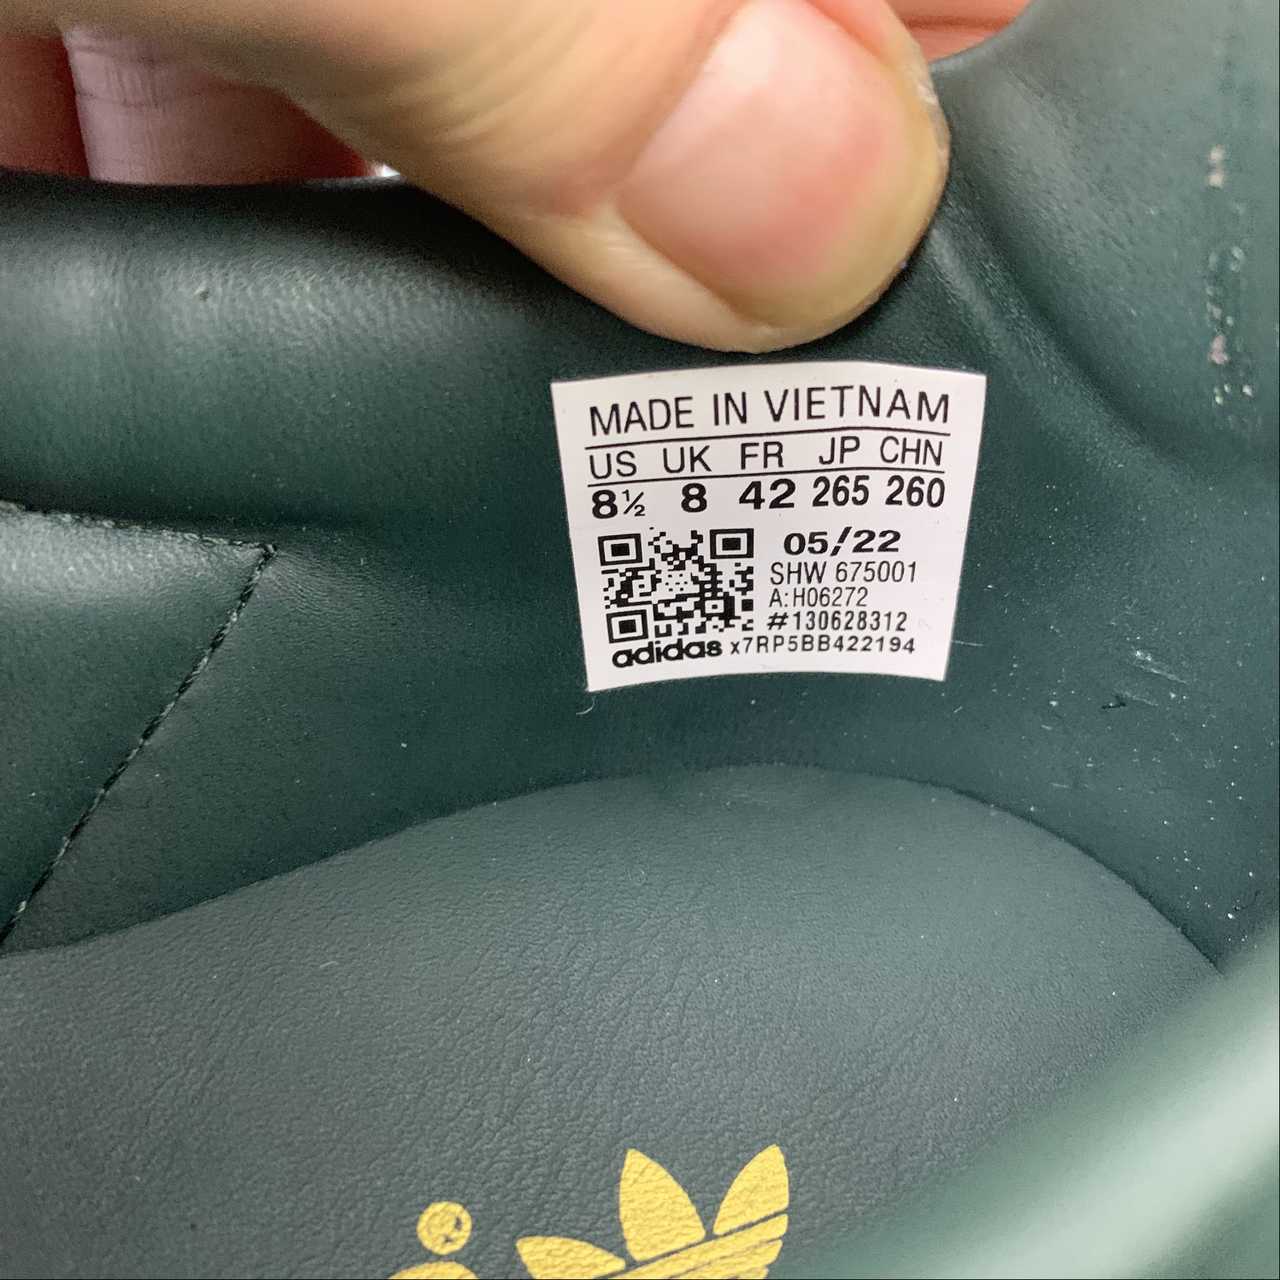 MADE IN VIETNAM
US UK FR JP CHN
8½ 8 42 265 260
05/22
SHW 675001
A:H06272
#130628312
adidas x7RP5BB422194